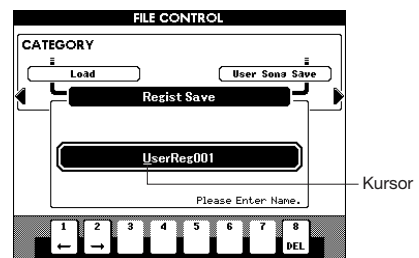 FILE CONTROL
CATEGORY
Load
User Song Save
Regist Save
UserReg001
Kursor
Please Enter Name.
1 2 3 4 5 6 7 8
← → DEL